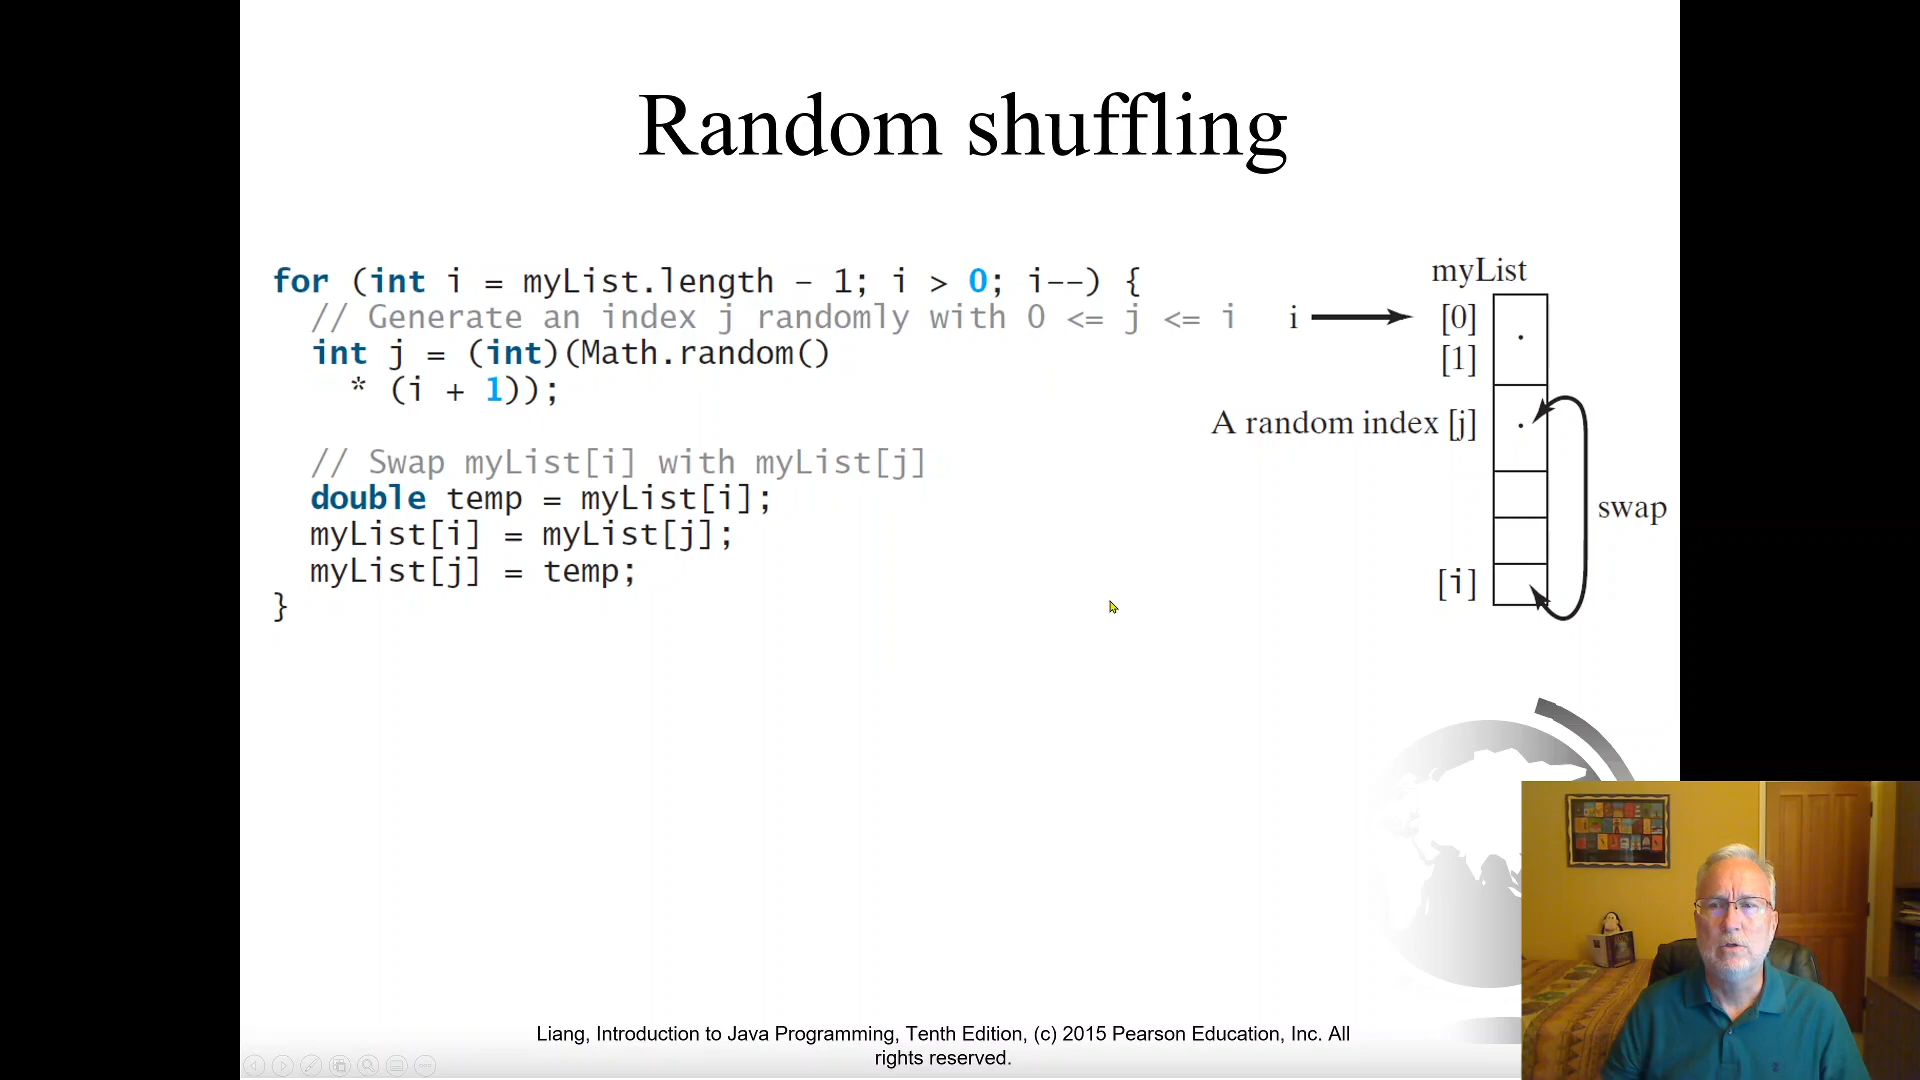 Random shuffling
for (int i = myList.length - 1; i > 0; i--) {
// Generate an index j randomly with 0 <= j <= i
int j = (int)(Math.random()
* (i + 1));
// Swap myList[i] with myList[j]
double temp = myList[i];
myList[i] = myList[j];
myList[j] = temp;
}
myList
i
[0]
[1]
A random index [j]
swap
[i]
Liang, Introduction to Java Programming, Tenth Edition, (c) 2015 Pearson Education, Inc. All
rights reserved.